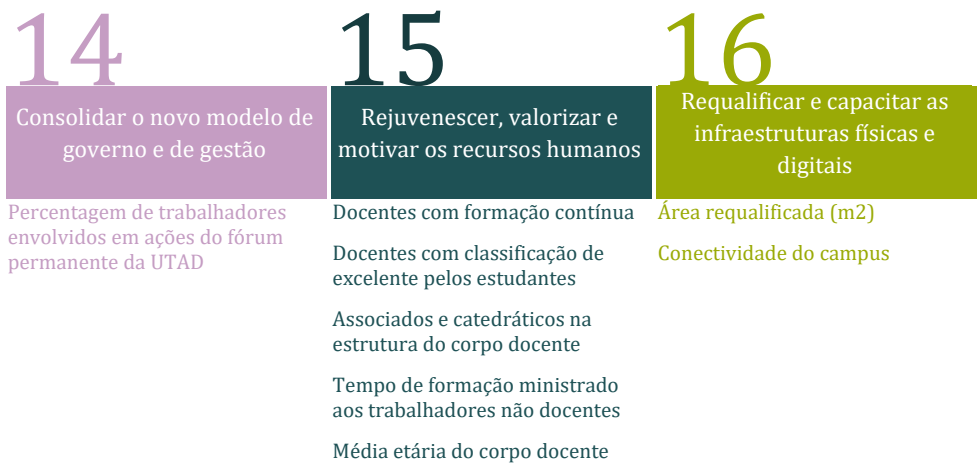 14
Consolidar o novo modelo de
governo e de gestão
Percentagem de trabalhadores
envolvidos em ações do fórum
permanente da UTAD
15
Rejuvenescer, valorizar e
motivar os recursos humanos
Docentes com formação contínua
Docentes com classificação de
excelente pelos estudantes
Associados e catedráticos na
estrutura do corpo docente
Tempo de formação ministrado
aos trabalhadores não docentes
Média etária do corpo docente
16
Requalificar e capacitar as
infraestruturas físicas e
digitais
Área requalificada (m2)
Conectividade do campus